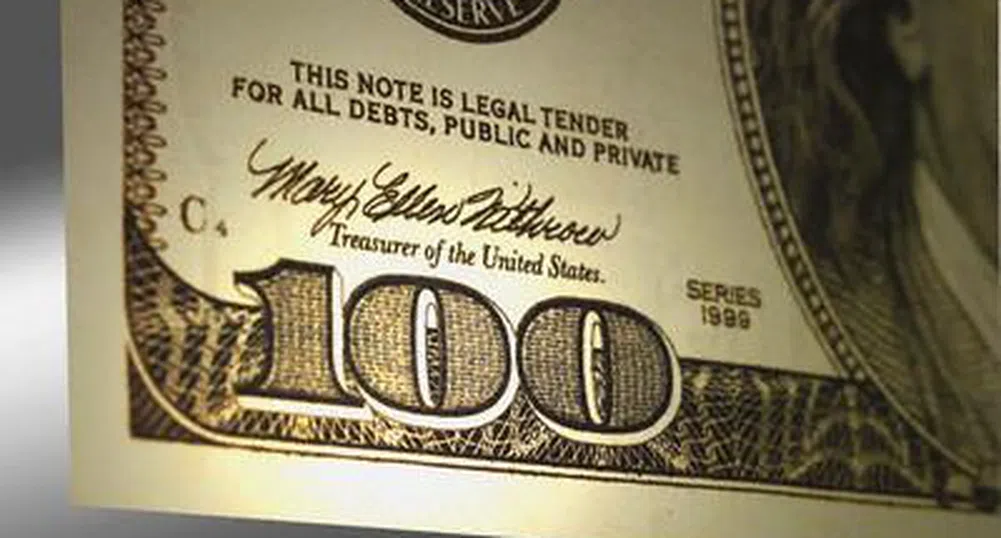 RESERVE
THIS NOTE IS LEGAL TENDER
FOR ALL DEBTS, PUBLIC AND PRIVATE
Mary Ellen Withrow
C4
Treasurer of the United States.
SERIES
1999
100